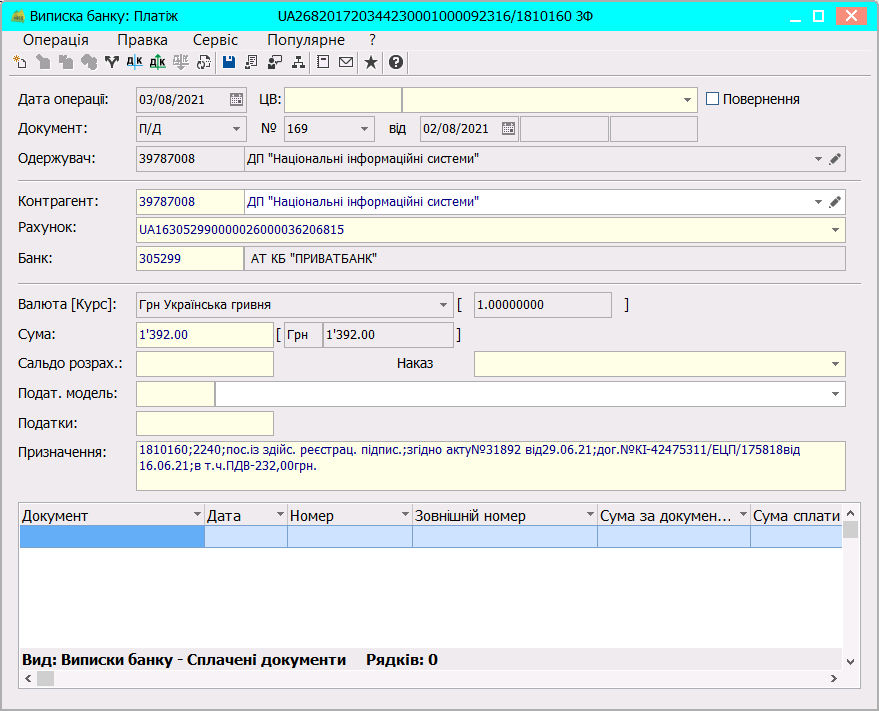 Виписка банку: Платіж UA268201720344230001000092316/1810160 ЗФ
Операція Правка Сервіс Популярне ?
Дата операції: 03/08/2021 ЦВ: Повернення
Документ: П/Д № 169 від 02/08/2021
Одержувач: 39787008 ДП "Національні інформаційні системи"
Контрагент: 39787008 ДП "Національні інформаційні системи"
Рахунок: UA163052990000026000036206815
Банк: 305299 АТ КБ "ПРИВАТБАНК"
Валюта [Курс]: Грн Українська гривня [ 1.00000000 ]
Сума: 1'392.00 [ Грн 1'392.00 ]
Сальдо розрах.: Наказ
Подат. модель:
Податки:
Призначення: 1810160;2240;пос.із здійс. реєстрац. підпис.;згідно акту№31892 від29.06.21;дог.№КІ-42475311/ЕЦП/175818від
16.06.21;в т.ч.ПДВ-232,00грн.
Документ Дата Номер Зовнішній номер Сума за докумен... Сума сплати
Вид: Виписки банку - Сплачені документи Рядків: 0